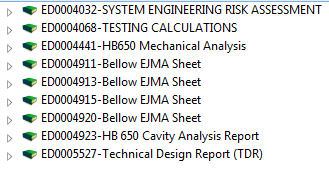 ED0004032-SYSTEM ENGINEERING RISK ASSESSMENT
ED0004068-TESTING CALCULATIONS
ED0004441-HB650 Mechanical Analysis
ED0004911-Bellow EJMA Sheet
ED0004913-Bellow EJMA Sheet
ED0004915-Bellow EJMA Sheet
ED0004920-Bellow EJMA Sheet
ED0004923-HB 650 Cavity Analysis Report
ED0005527-Technical Design Report (TDR)